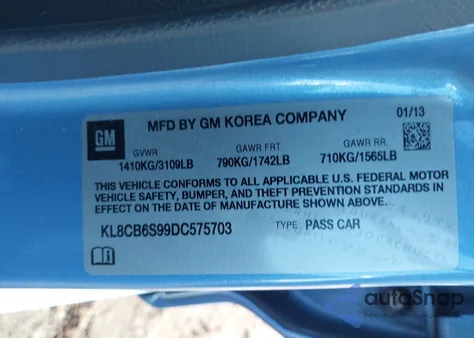 GM
MFD BY GM KOREA COMPANY
01/13
GVWR
GAWR FRT.
GAWR RR.
1410KG/3109LB
790KG/1742LB
710KG/1565LB
THIS VEHICLE CONFORMS TO ALL APPLICABLE U.S. FEDERAL MOTOR
VEHICLE SAFETY, BUMPER, AND THEFT PREVENTION STANDARDS IN
EFFECT ON THE DATE OF MANUFACTURE SHOWN ABOVE.
KL8CB6S99DC575703
TYPE: PASS CAR
autoSnap